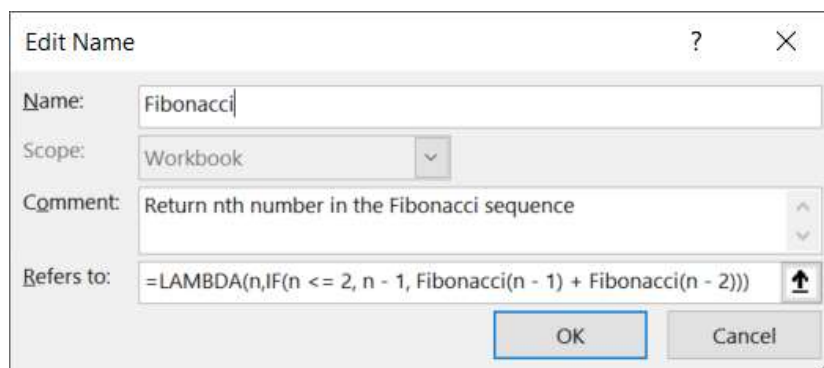 Edit Name
?
Name:
Fibonacci
Scope:
Workbook
Comment:
Return nth number in the Fibonacci sequence
Refers to:
=LAMBDA(n,IF(n <= 2, n - 1, Fibonacci(n - 1) + Fibonacci(n - 2)))
OK
Cancel